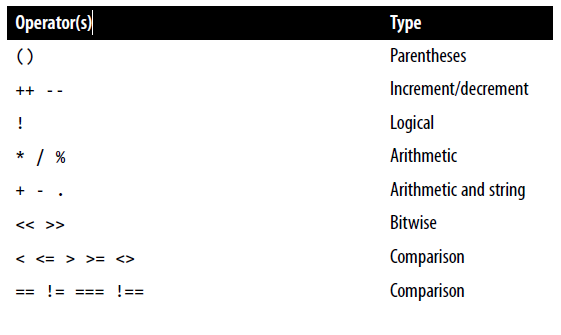 Operator(s) Type
() Parentheses
++ -- Increment/decrement
! Logical
* / % Arithmetic
+ - . Arithmetic and string
<< >> Bitwise
< <= > >= <> Comparison
== != === !== Comparison